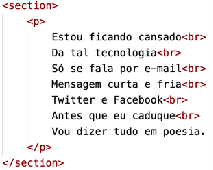 <section>
<p>
Estou ficando cansado<br>
Da tal tecnologia<br>
Só se fala por e-mail<br>
Mensagem curta e fria<br>
Twitter e Facebook<br>
Antes que eu caduque<br>
Vou dizer tudo em poesia.
</p>
</section>